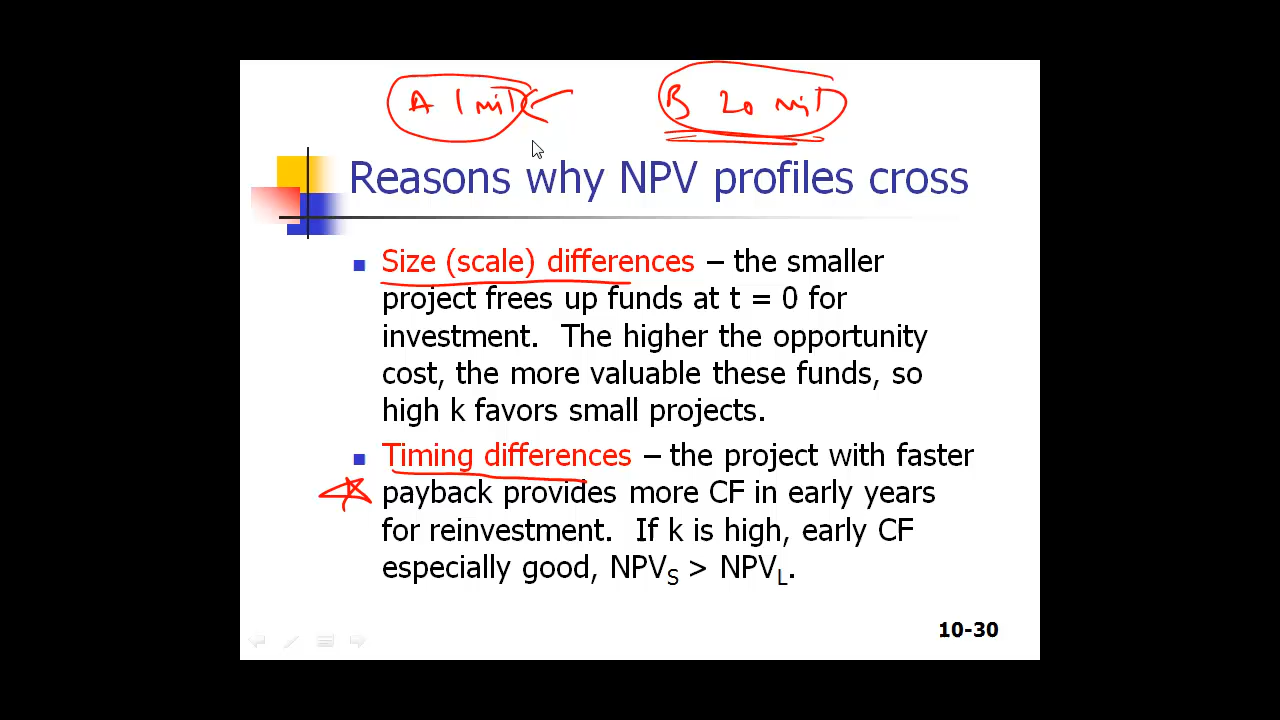 A 1 mil B 20 mil
Reasons why NPV profiles cross
Size (scale) differences – the smaller
project frees up funds at t = 0 for
investment. The higher the opportunity
cost, the more valuable these funds, so
high k favors small projects.
Timing differences – the project with faster
payback provides more CF in early years
for reinvestment. If k is high, early CF
especially good, NPVS > NPVL.
10-30